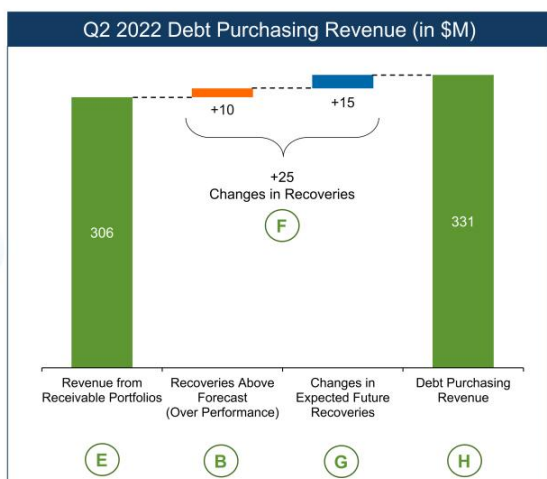 Q2 2022 Debt Purchasing Revenue (in $M)
+10
+15
+25
Changes in Recoveries
F
306
331
Revenue from
Receivable Portfolios
Recoveries Above
Forecast
(Over Performance)
Changes in
Expected Future
Recoveries
Debt Purchasing
Revenue
E
B
G
H